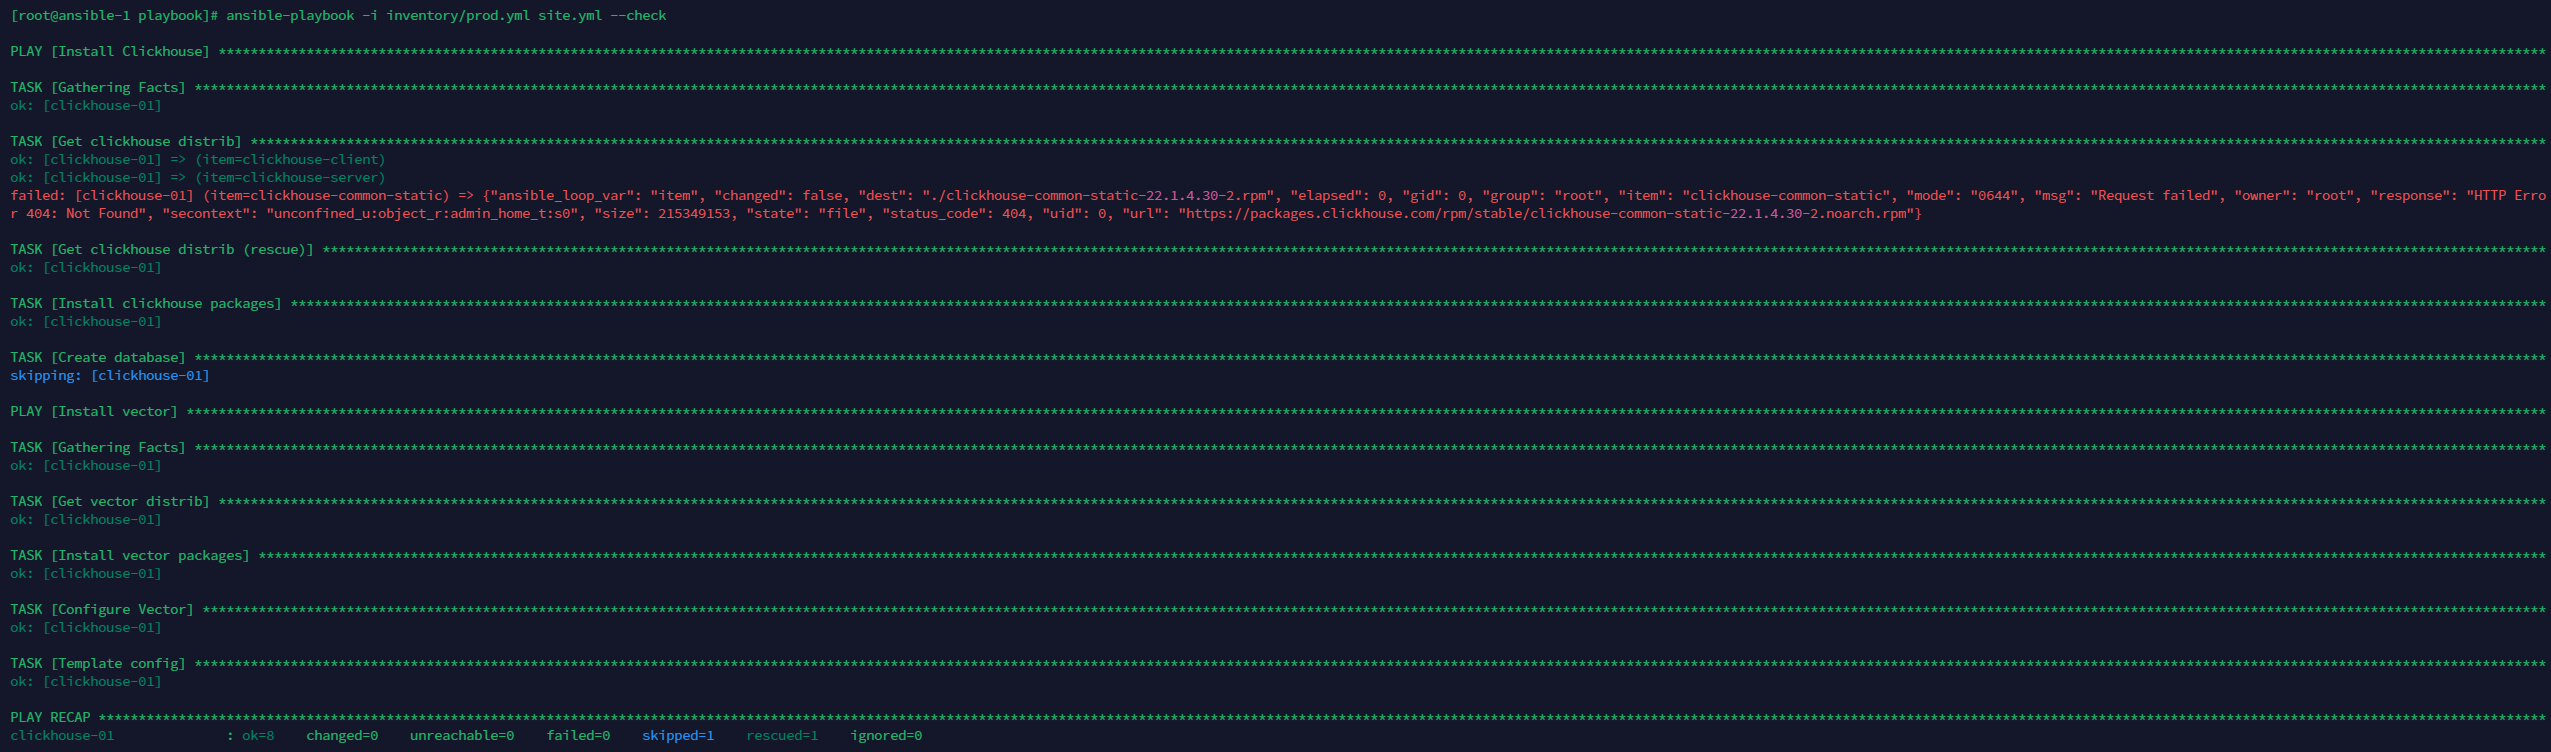 [root@ansible-1 playbook]# ansible-playbook -i inventory/prod.yml site.yml --check
PLAY [Install Clickhouse] ***
TASK [Gathering Facts] ***
ok: [clickhouse-01]
TASK [Get clickhouse distrib] ***
ok: [clickhouse-01] => (item=clickhouse-client)
ok: [clickhouse-01] => (item=clickhouse-server)
failed: [clickhouse-01] (item=clickhouse-common-static) => {"ansible_loop_var": "item", "changed": false, "dest": "./clickhouse-common-static-22.1.4.30-2.rpm", "elapsed": 0, "gid": 0, "group": "root", "item": "clickhouse-common-static", "mode": "0644", "msg": "Request failed", "owner": "root", "response": "HTTP Erro
r 404: Not Found", "secontext": "unconfined_u:object_r:admin_home_t:s0", "size": 215349153, "state": "file", "status_code": 404, "uid": 0, "url": "https://packages.clickhouse.com/rpm/stable/clickhouse-common-static-22.1.4.30-2.noarch.rpm"}
TASK [Get clickhouse distrib (rescue)] ***
ok: [clickhouse-01]
TASK [Install clickhouse packages] ***
ok: [clickhouse-01]
TASK [Create database] ***
skipping: [clickhouse-01]
PLAY [Install vector] ***
TASK [Gathering Facts] ***
ok: [clickhouse-01]
TASK [Get vector distrib] ***
ok: [clickhouse-01]
TASK [Install vector packages] ***
ok: [clickhouse-01]
TASK [Configure Vector] ***
ok: [clickhouse-01]
TASK [Template config] ***
ok: [clickhouse-01]
PLAY RECAP ***
clickhouse-01 : ok=8 changed=0 unreachable=0 failed=0 skipped=1 rescued=1 ignored=0